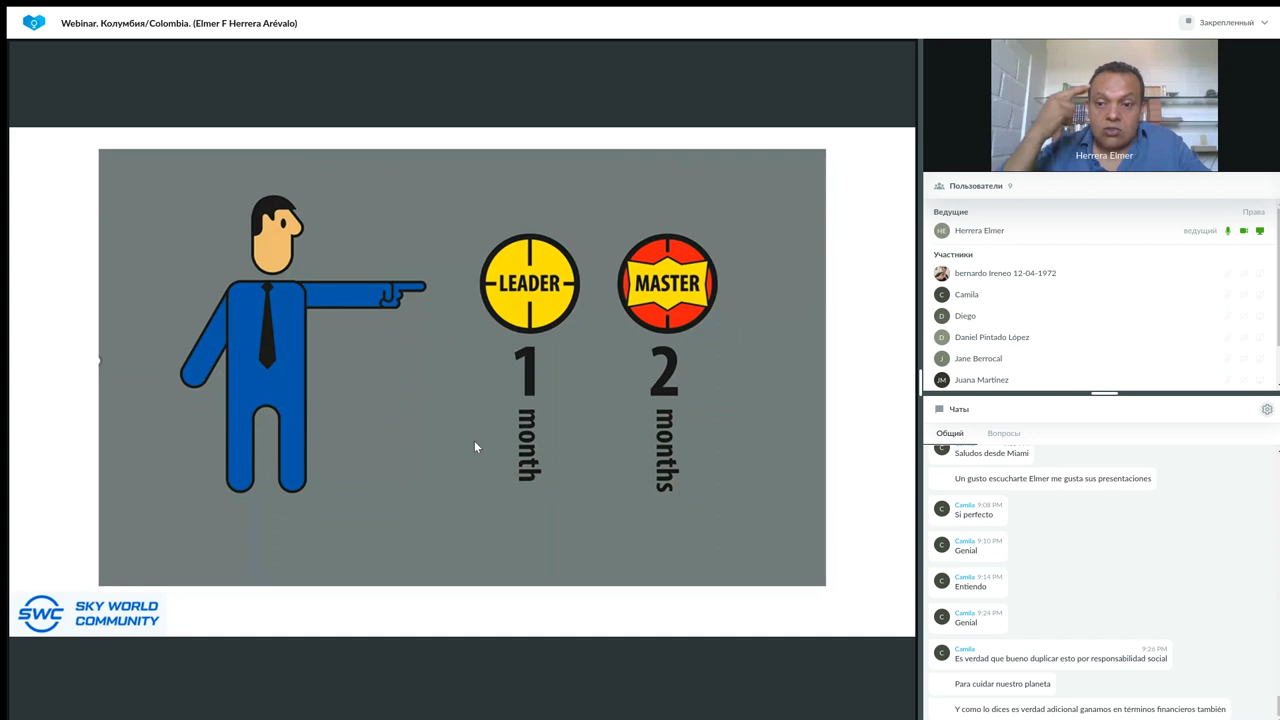 Webinar. Колумбия/Colombia. (Elmer F Herrera Arévalo)
Закрепленный
LEADER
MASTER
1
2
month
months
SWC
SKY WORLD
COMMUNITY
Herrera Elmer
Пользователи 9
Ведущие
Права
HE
Herrera Elmer
ведущий
Участники
bernardo Ireneo 12-04-1972
C
Camila
D
Diego
D
Daniel Pintado López
J
Jane Berrocal
JM
Juana Martínez
Чаты
Общий
Вопросы
C
Saludos desde Miami
Un gusto escucharte Elmer me gusta sus presentaciones
C
Camila 9:08 PM
Si perfecto
C
Camila 9:10 PM
Genial
C
Camila 9:14 PM
Entiendo
C
Camila 9:24 PM
Genial
C
Camila 9:26 PM
Es verdad que bueno duplicar esto por responsabilidad social
Para cuidar nuestro planeta
Y como lo dices es verdad adicional ganamos en términos financieros también